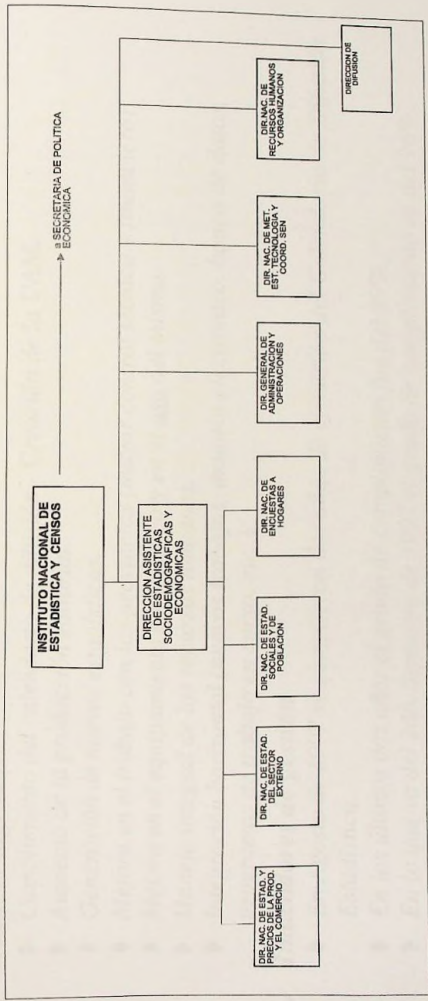 INSTITUTO NACIONAL DE
ESTADISTICA Y CENSOS
a SECRETARIA DE POLITICA
ECONOMICA
DIRECCION ASISTENTE
DE ESTADISTICAS
SOCIODEMOGRAFICAS Y
ECONOMICAS
DIR. NAC. DE ESTAD. Y
PRECIOS DE LA PROD.
Y EL COMERCIO
DIR. NAC. DE ESTAD.
DEL SECTOR
EXTERNO
DIR. NAC. DE ESTAD.
SOCIALES Y DE
POBLACION
DIR. NAC. DE
ENCUESTAS A
HOGARES
DIR. GENERAL DE
ADMINISTRACION Y
OPERACIONES
DIR. NAC. DE MET.
EST. TECNOLOGIA Y
COORD. SEN
DIR. NAC. DE
RECURSOS HUMANOS
Y ORGANIZACION
DIRECCION DE
DIFUSION